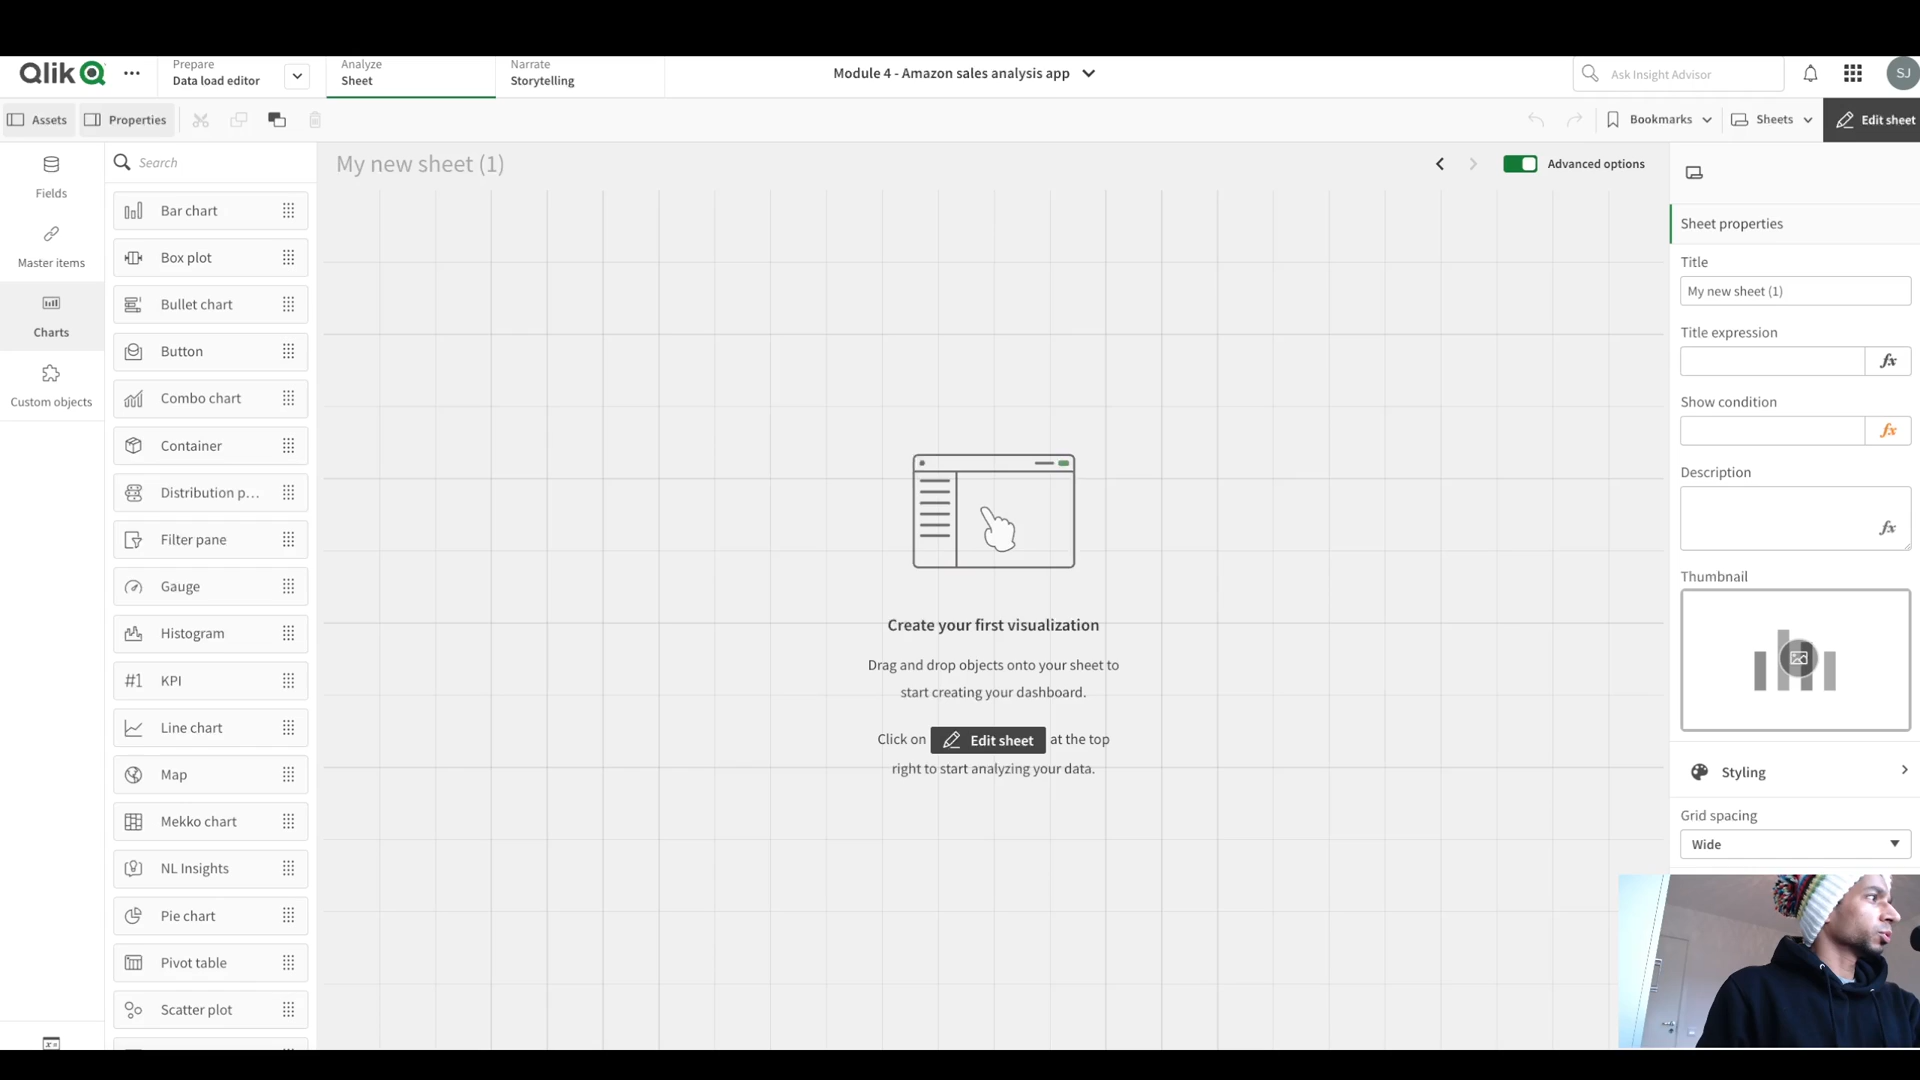 Qlik
Prepare
Data load editor
Analyze
Sheet
Narrate
Storytelling
Module 4 - Amazon sales analysis app
Ask Insight Advisor
SJ
Assets
Properties
Bookmarks
Sheets
Edit sheet
Fields
Master items
Charts
Custom objects
Search
Bar chart
Box plot
Bullet chart
Button
Combo chart
Container
Distribution p...
Filter pane
Gauge
Histogram
#1 KPI
Line chart
Map
Mekko chart
NL Insights
Pie chart
Pivot table
Scatter plot
My new sheet (1)
Advanced options
Create your first visualization
Drag and drop objects onto your sheet to
start creating your dashboard.
Click on Edit sheet at the top
right to start analyzing your data.
Sheet properties
Title
My new sheet (1)
Title expression
fx
Show condition
fx
Description
fx
Thumbnail
Styling
Grid spacing
Wide